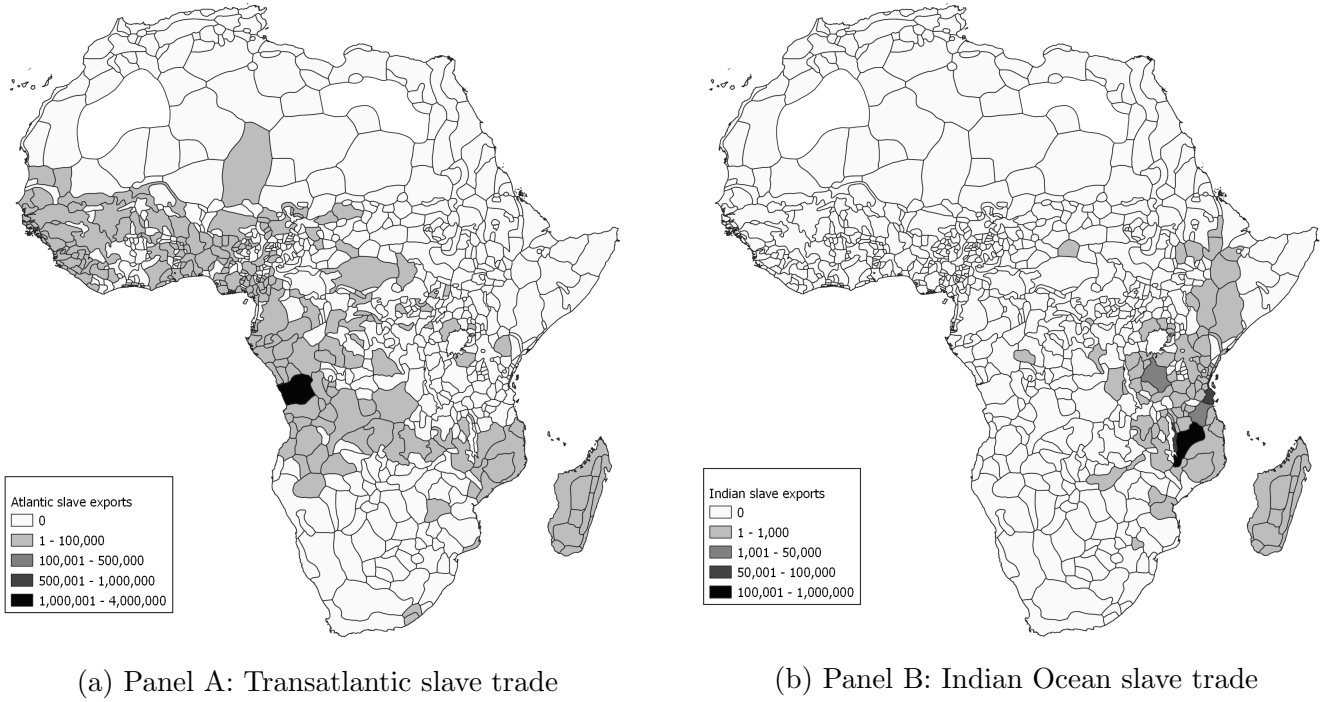 Atlantic slave exports
0
1 - 100,000
100,001 - 500,000
500,001 - 1,000,000
1,000,001 - 4,000,000
Indian slave exports
0
1 - 1,000
1,001 - 50,000
50,001 - 100,000
100,001 - 1,000,000
(a) Panel A: Transatlantic slave trade
(b) Panel B: Indian Ocean slave trade